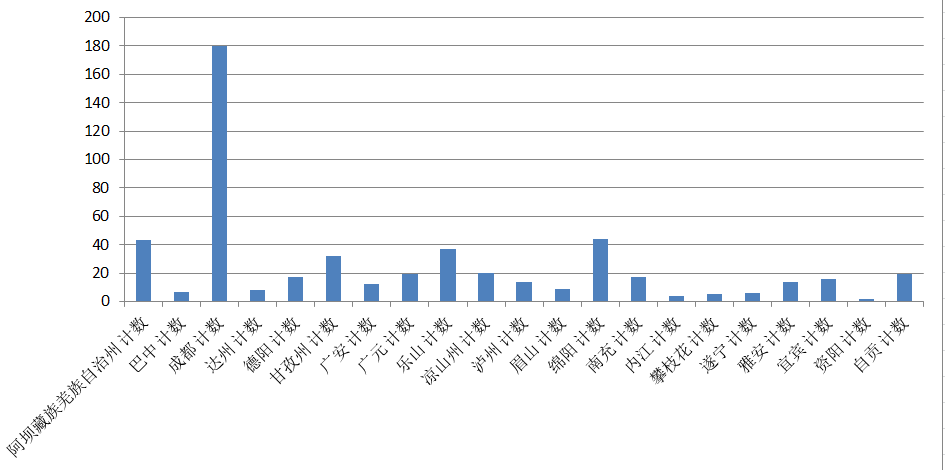 200
180
160
140
120
100
80
60
40
20
0
阿坝藏族羌族自治州 计数
巴中 计数
成都 计数
达州 计数
德阳 计数
甘孜州 计数
广安 计数
广元 计数
乐山 计数
凉山州 计数
泸州 计数
眉山 计数
绵阳 计数
南充 计数
内江 计数
攀枝花 计数
遂宁 计数
雅安 计数
宜宾 计数
资阳 计数
自贡 计数